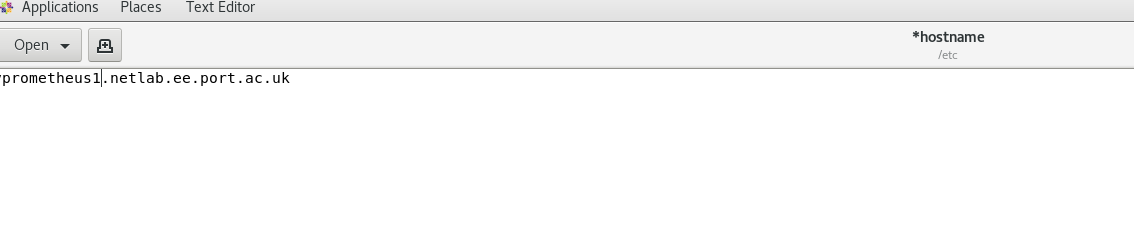 Applications Places Text Editor
Open
*hostname
/etc
prometheus1.netlab.ee.port.ac.uk